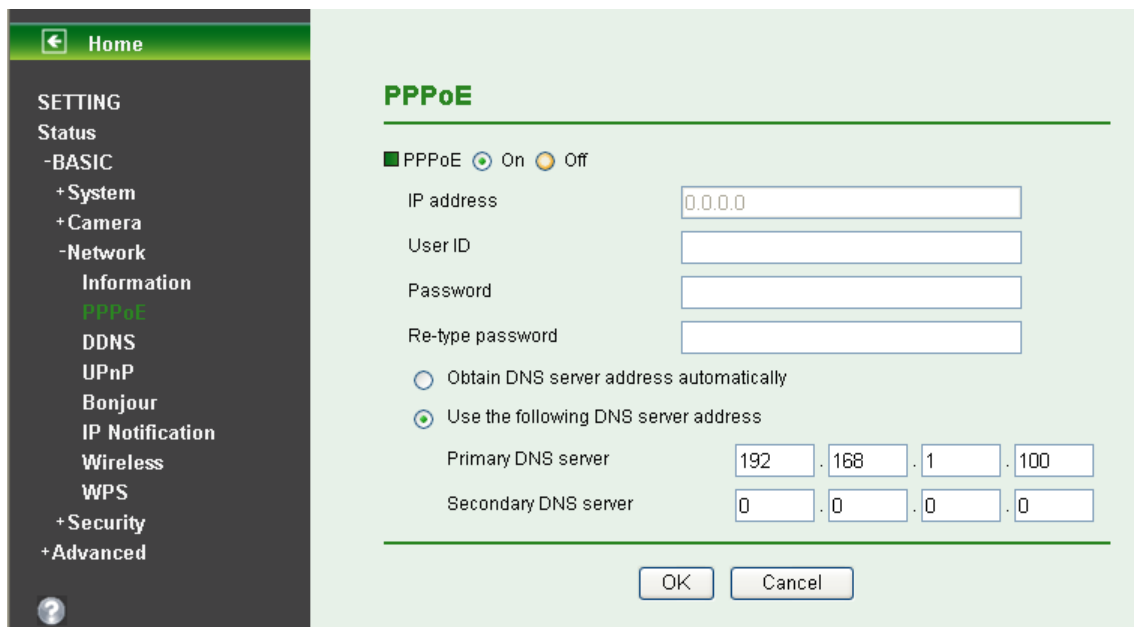 Home
SETTING
Status
-BASIC
+System
+Camera
-Network
Information
PPPoE
DDNS
UPnP
Bonjour
IP Notification
Wireless
WPS
+Security
+Advanced
?
PPPoE
PPPoE On Off
IP address 0.0.0.0
User ID
Password
Re-type password
Obtain DNS server address automatically
Use the following DNS server address
Primary DNS server 192 . 168 . 1 . 100
Secondary DNS server 0 . 0 . 0 . 0
OK Cancel